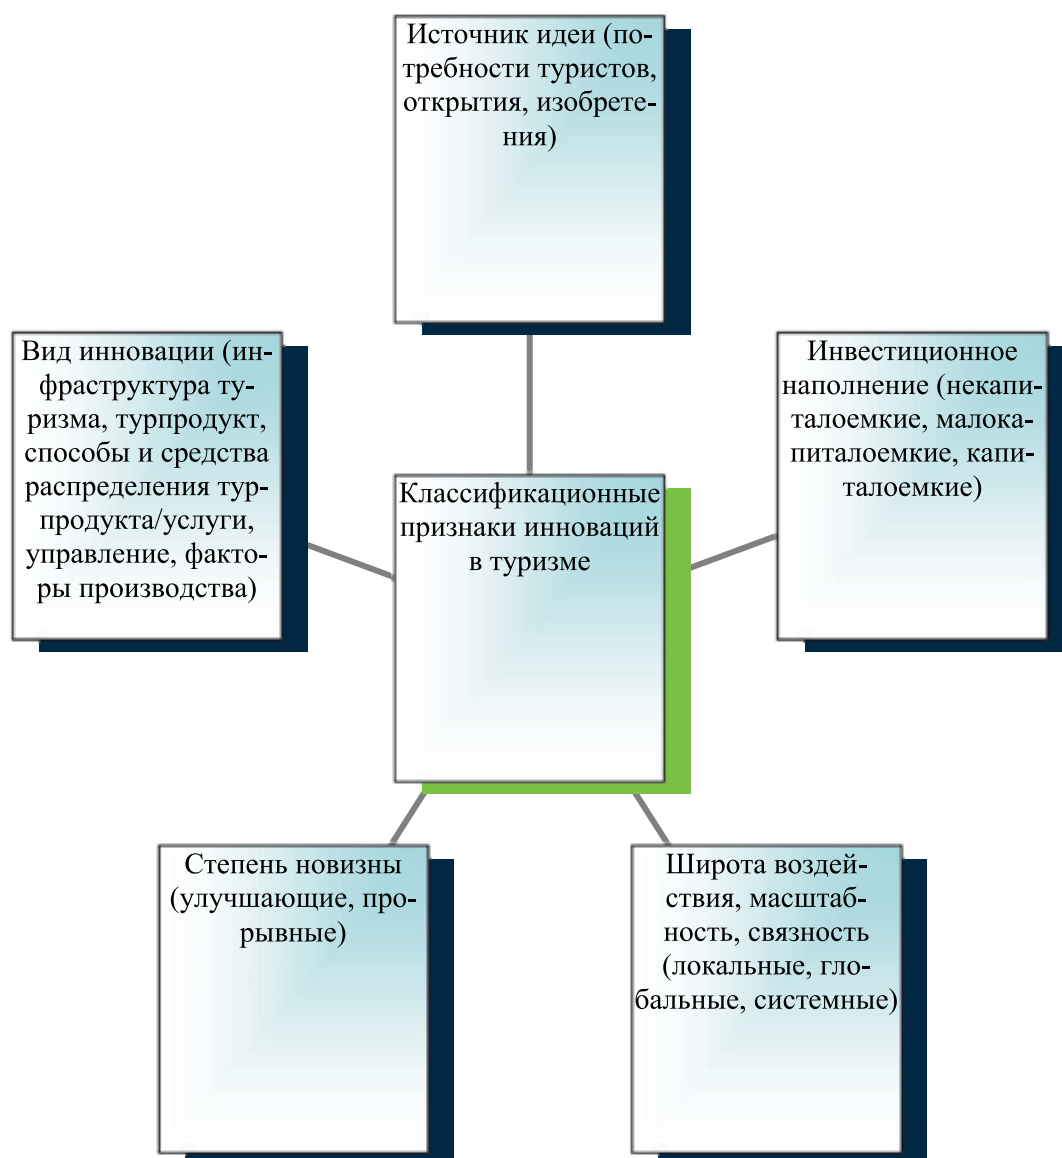 Источник идеи (по-
требности туристов,
открытия, изобрете-
ния)
Вид инновации (ин-
фраструктура ту-
ризма, турпродукт,
способы и средства
распределения тур-
продукта/услуги,
управление, факто-
ры производства)
Инвестиционное
наполнение (некапи-
талоемкие, малока-
питалоемкие, капи-
талоемкие)
Классификационные
признаки инноваций
в туризме
Степень новизны
(улучшающие, про-
рывные)
Широта воздей-
ствия, масштаб-
ность, связность
(локальные, гло-
бальные, системные)